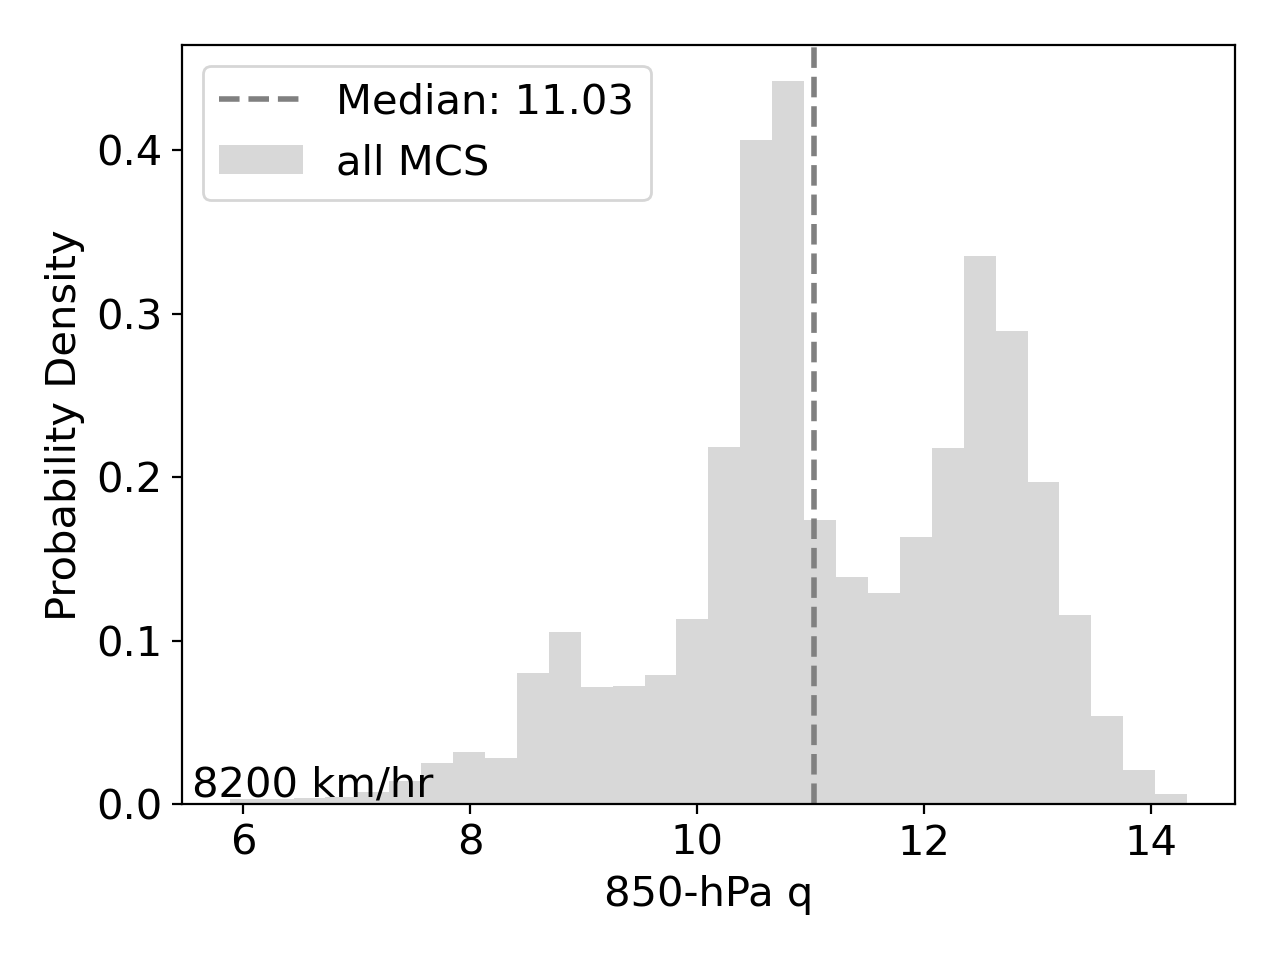 Median: 11.03
all MCS
Probability Density
0.4
0.3
0.2
0.1
0.0
8200 km/hr
6 8 10 12 14
850-hPa q